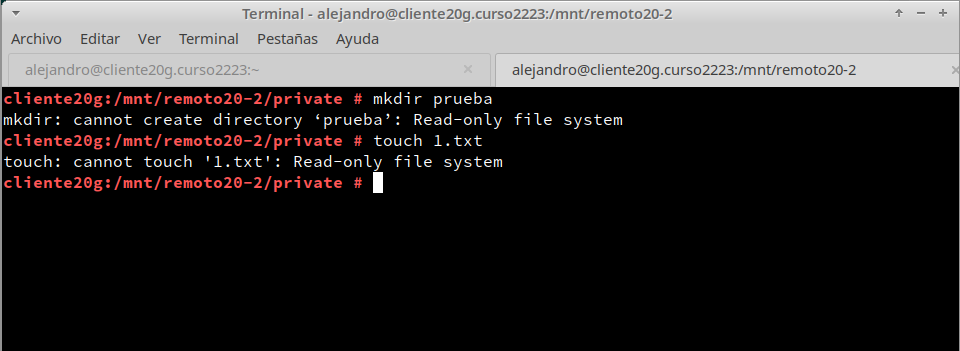 Terminal - alejandro@cliente20g.curso2223:/mnt/remoto20-2
Archivo Editar Ver Terminal Pestañas Ayuda
alejandro@cliente20g.curso2223:~ alejandro@cliente20g.curso2223:/mnt/remoto20-2
cliente20g:/mnt/remoto20-2/private # mkdir prueba
mkdir: cannot create directory ‘prueba’: Read-only file system
cliente20g:/mnt/remoto20-2/private # touch 1.txt
touch: cannot touch '1.txt': Read-only file system
cliente20g:/mnt/remoto20-2/private #